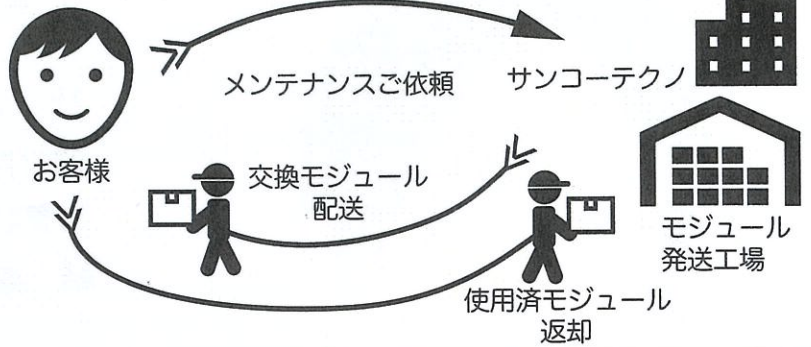 メンテナンスご依頼
サンコーテクノ
お客様
交換モジュール
配送
モジュール
発送工場
使用済モジュール
返却